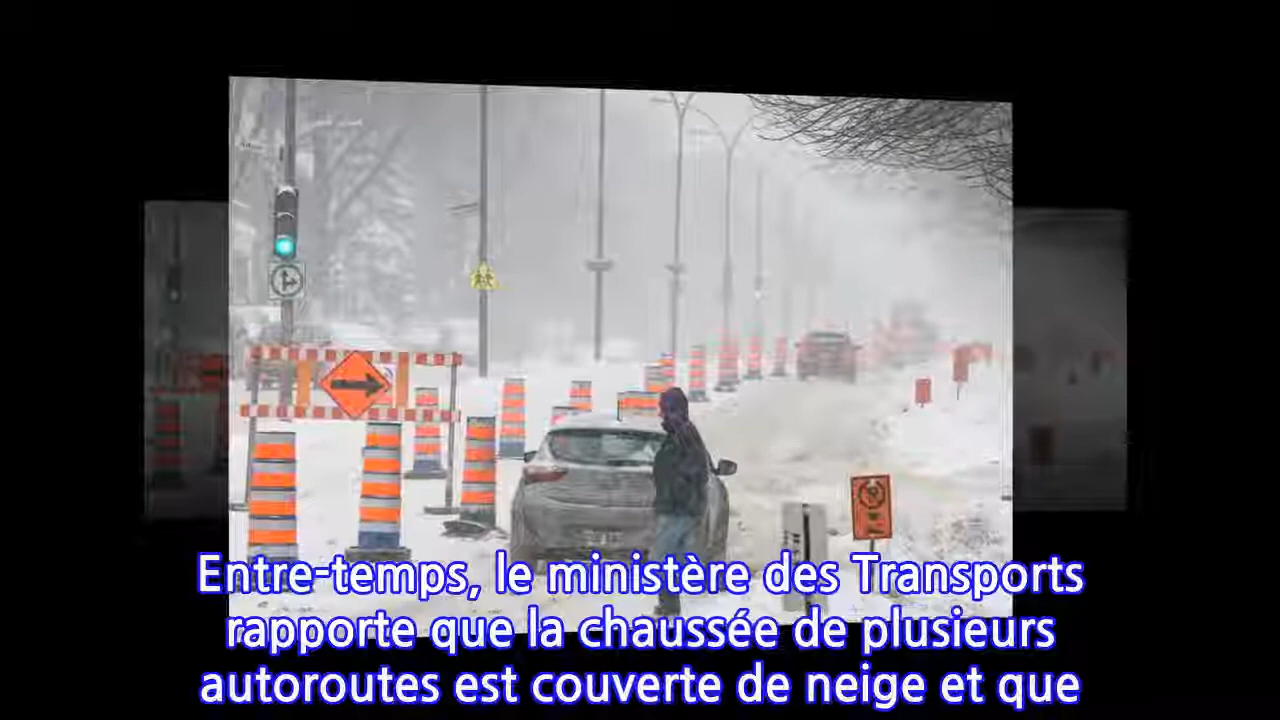 Entre-temps, le ministère des Transports
rapporte que la chaussée de plusieurs
autoroutes est couverte de neige et que